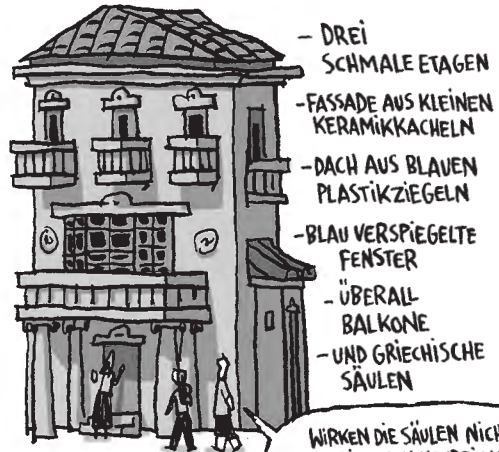 - DREI
SCHMALE ETAGEN
- FASSADE AUS KLEINEN
KERAMIKKACHELN
- DACH AUS BLAUEN
PLASTIKZIEGELN
- BLAU VERSPIEGELTE
FENSTER
- ÜBERALL
BALKONE
- UND GRIECHISCHE
SÄULEN
WIRKEN DIE SÄULEN